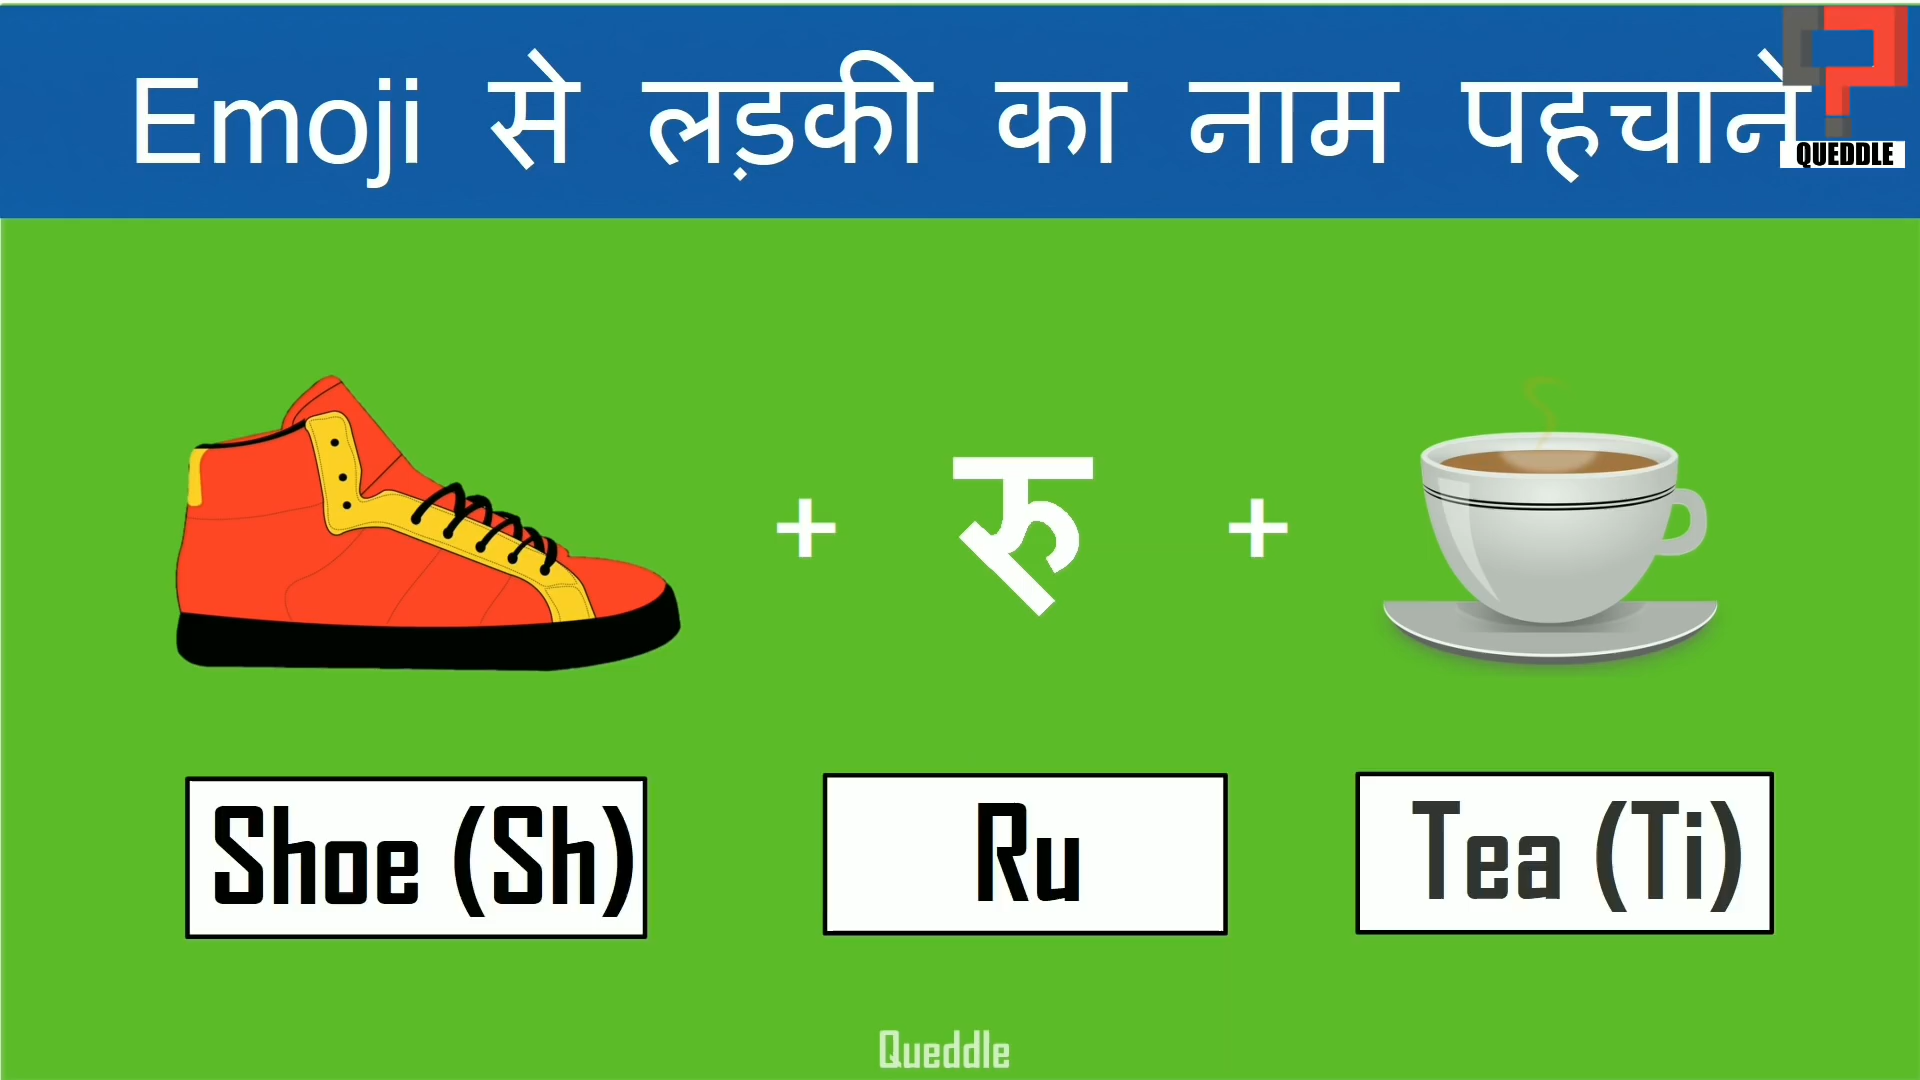 Emoji से लड़की का नाम पहचाने
QUEDDLE
+ रु +
Shoe (Sh) Ru Tea (Ti)
Queddle